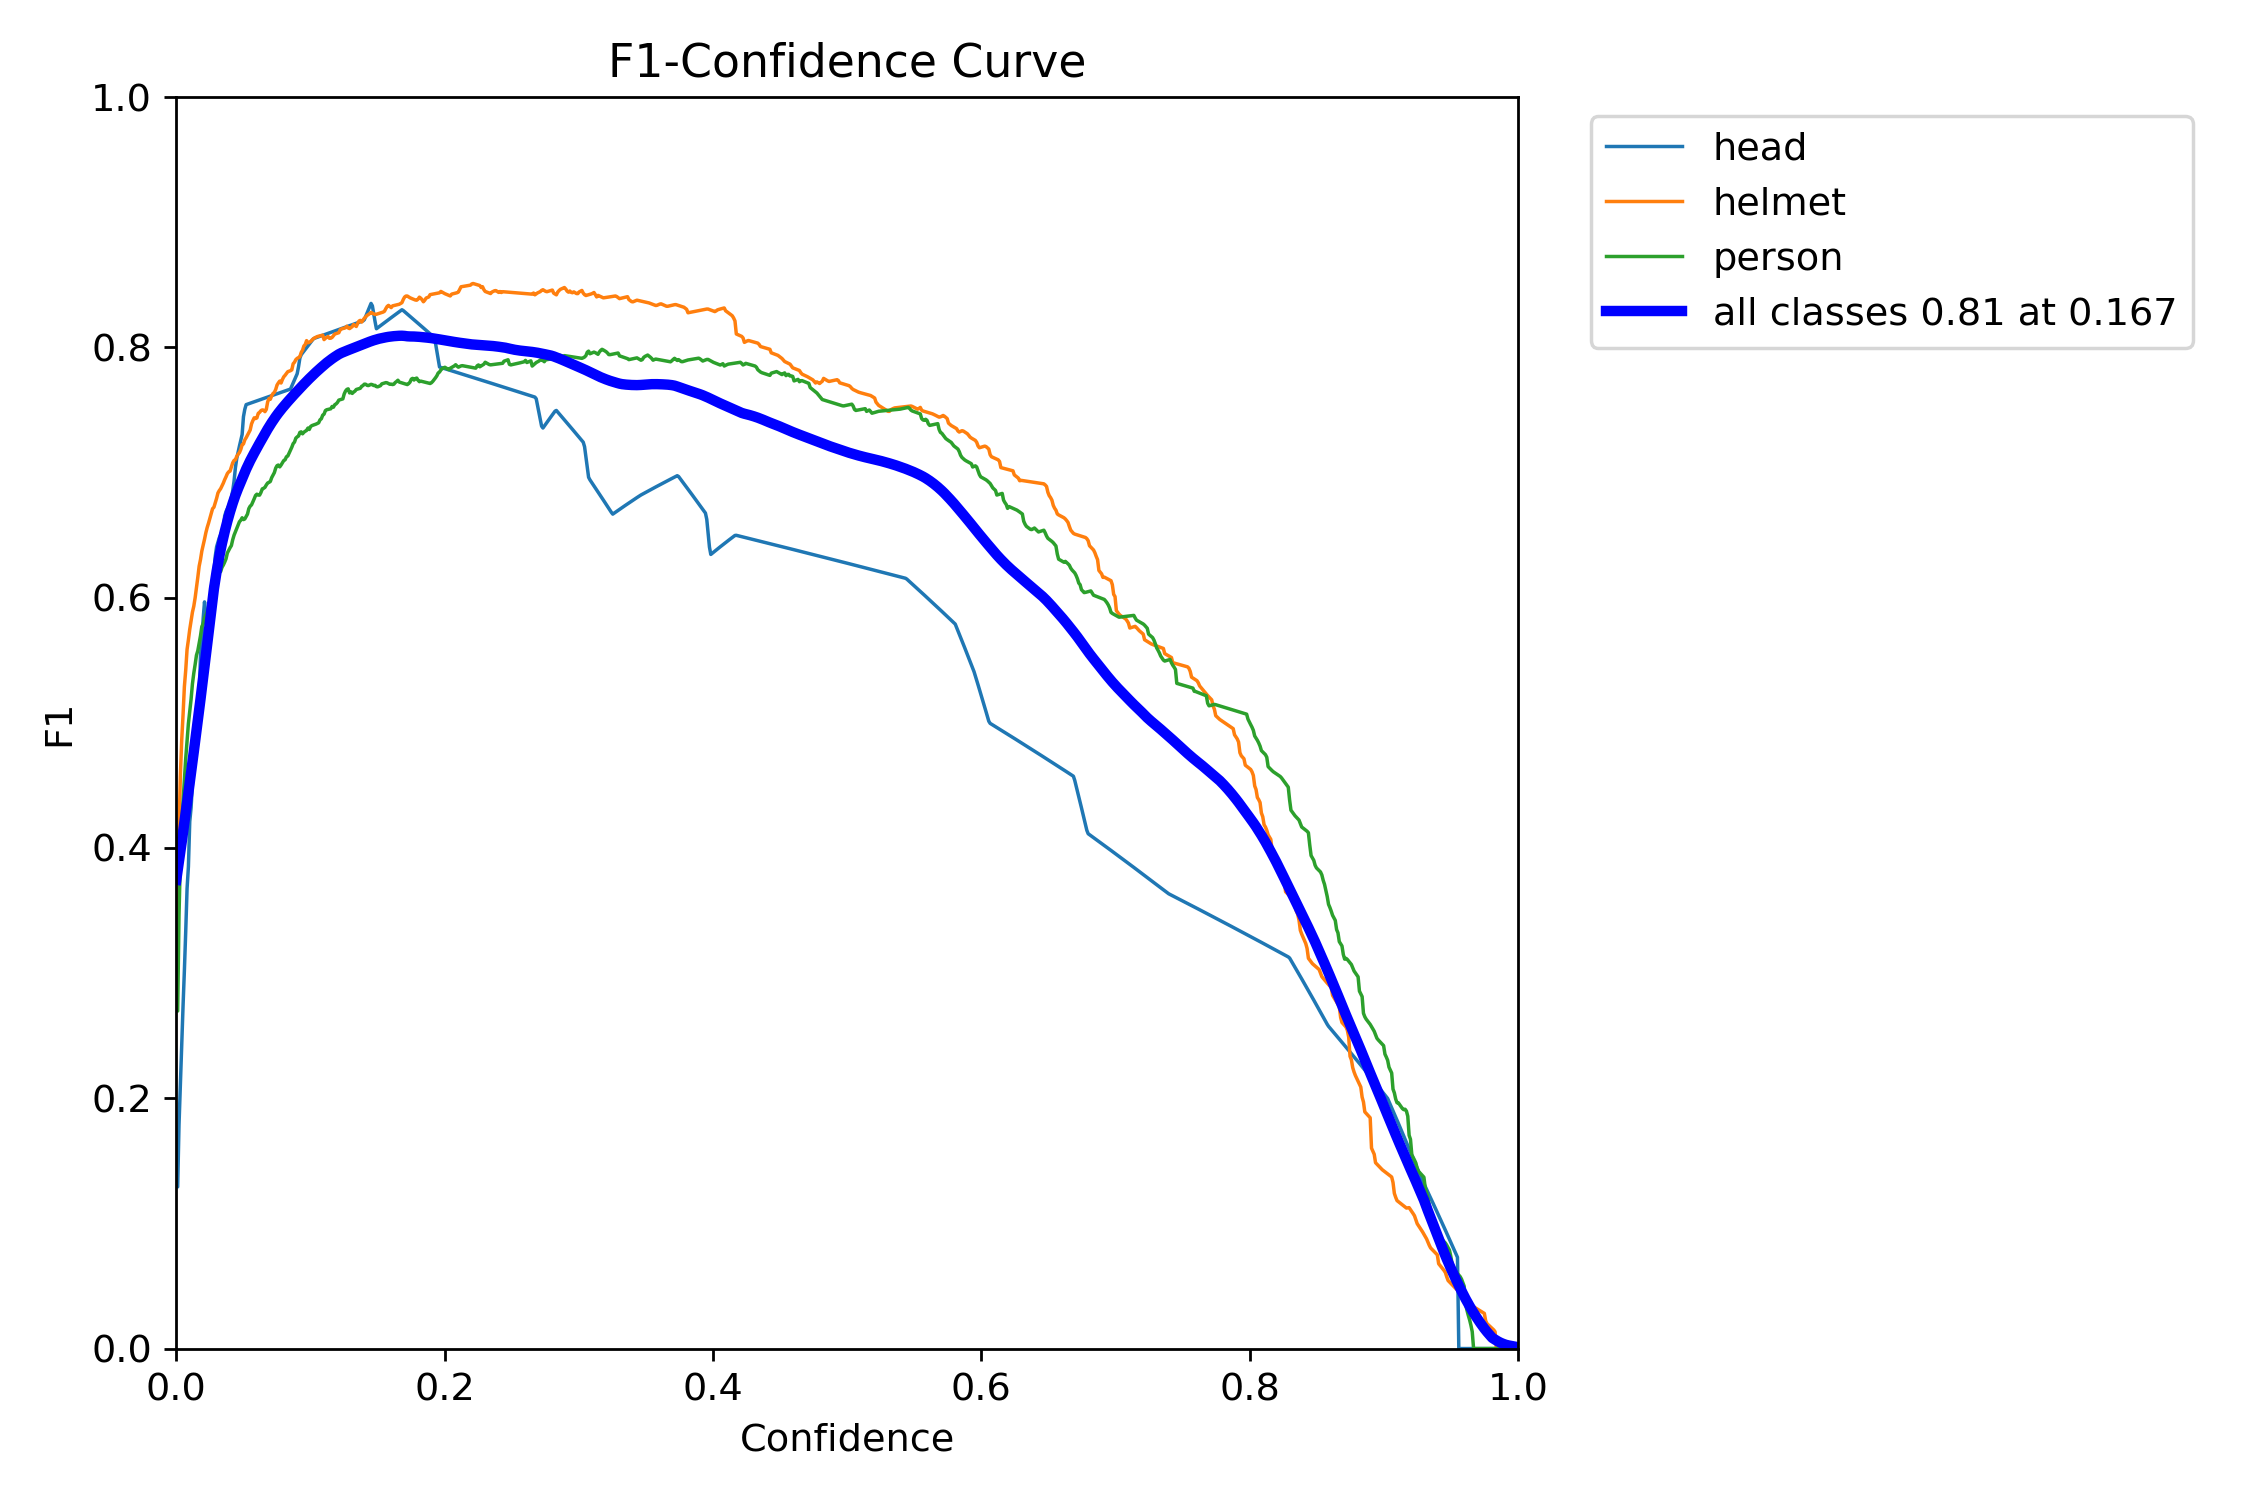 F1-Confidence Curve
1.0
0.8
0.6
0.4
0.2
0.0
F1
0.0 0.2 0.4 0.6 0.8 1.0
Confidence
head
helmet
person
all classes 0.81 at 0.167